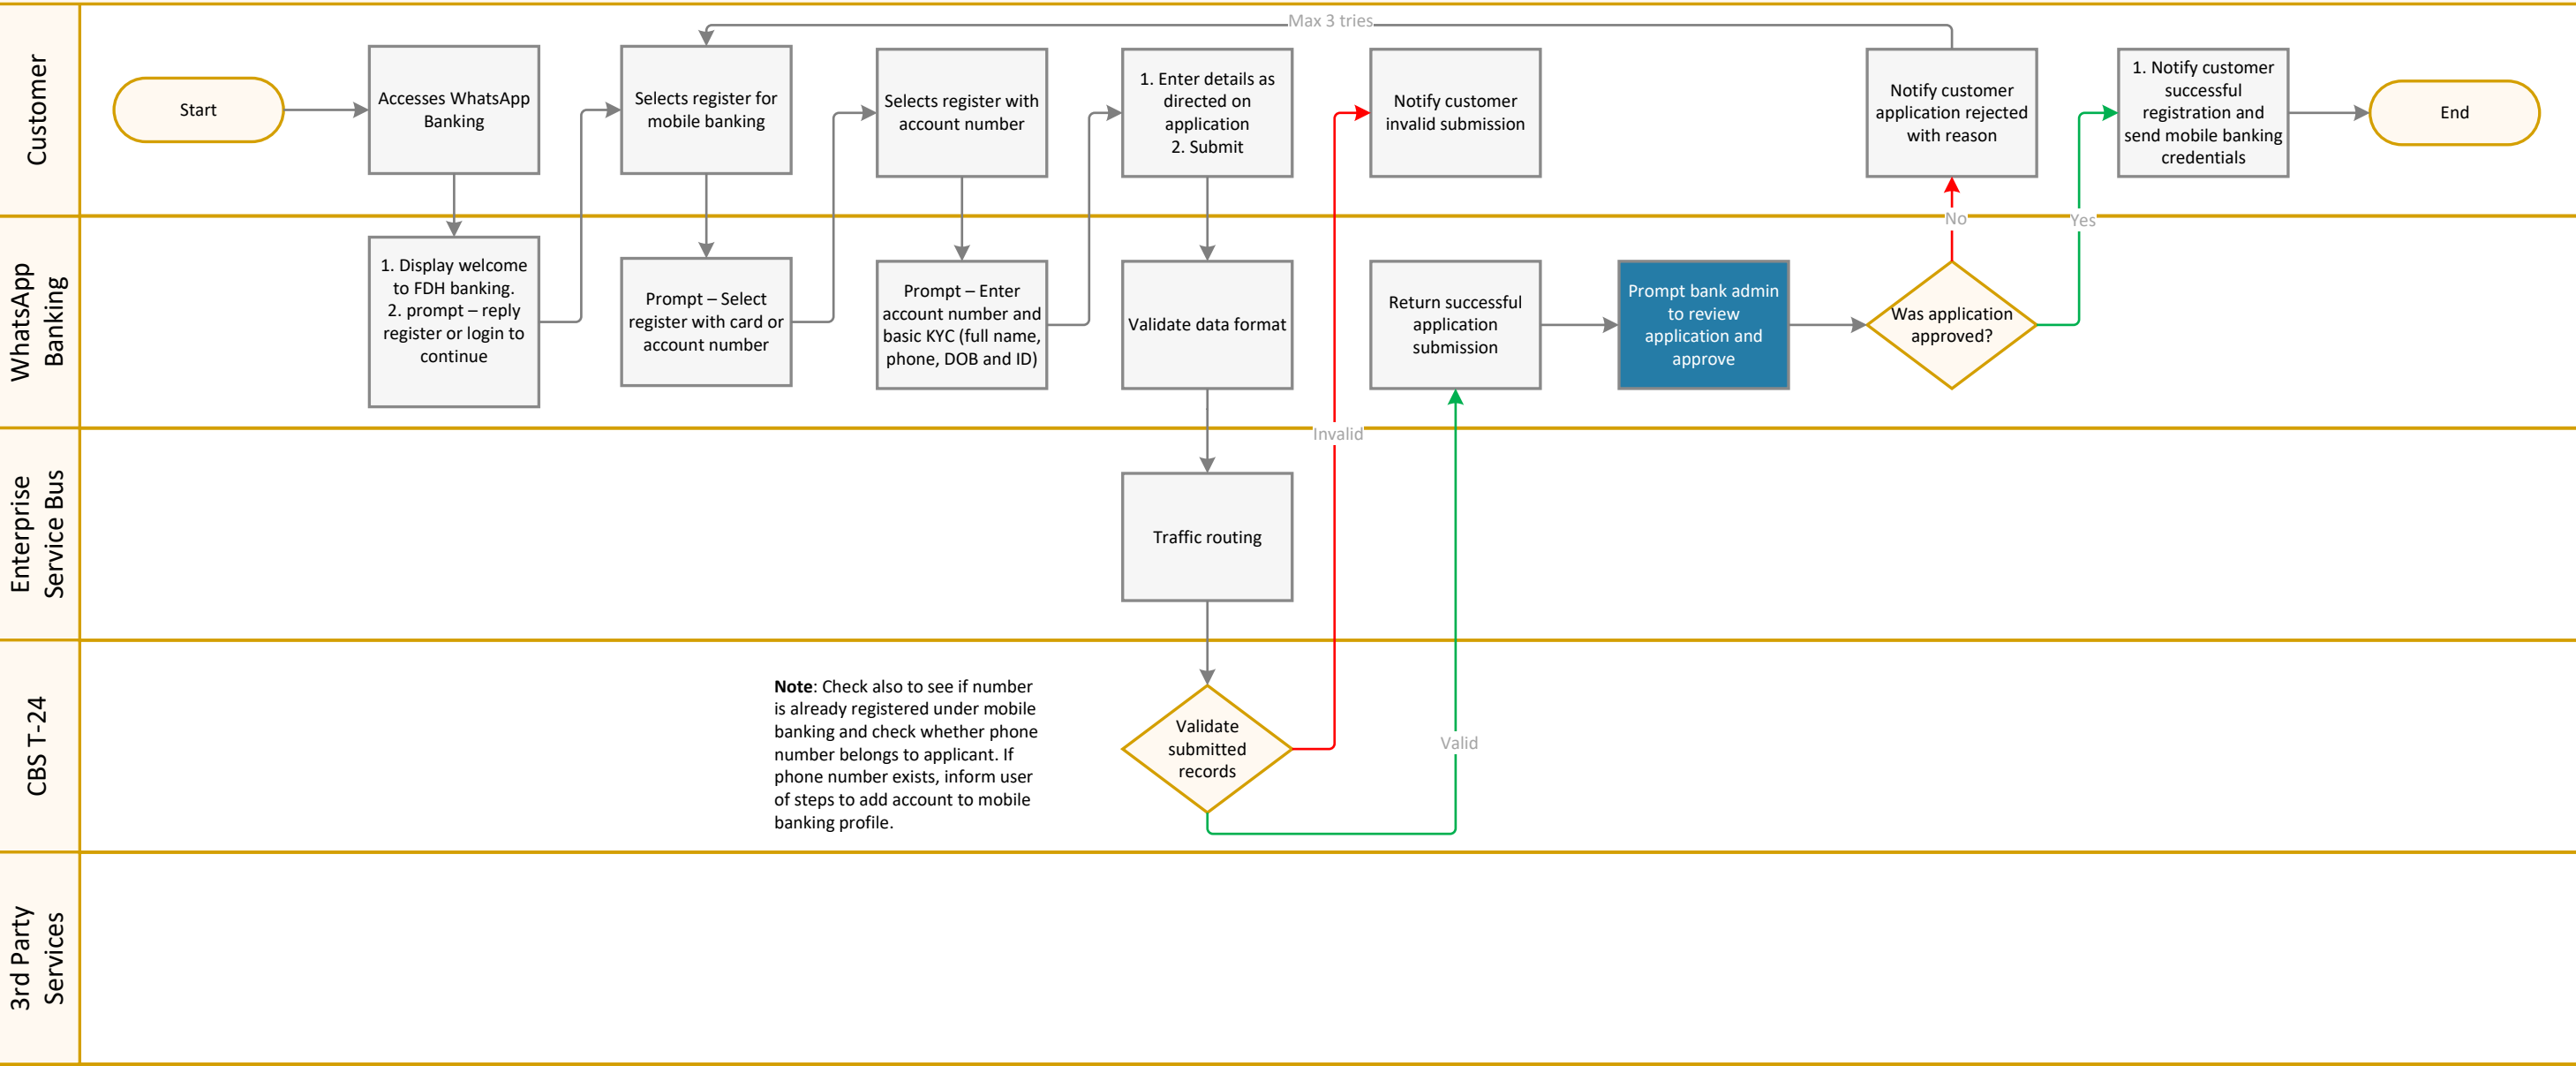 Max 3 tries
Customer
Start
Accesses WhatsApp
Banking
Selects register for
mobile banking
Selects register with
account number
1. Enter details as
directed on
application
2. Submit
Notify customer
invalid submission
Notify customer
application rejected
with reason
1. Notify customer
successful
registration and
send mobile banking
credentials
End
No
Yes
WhatsApp
Banking
1. Display welcome
to FDH banking.
2. prompt – reply
register or login to
continue
Prompt – Select
register with card or
account number
Prompt – Enter
account number and
basic KYC (full name,
phone, DOB and ID)
Validate data format
Return successful
application
submission
Prompt bank admin
to review
application and
approve
Was application
approved?
Invalid
Enterprise
Service Bus
Traffic routing
CBS T-24
Note: Check also to see if number
is already registered under mobile
banking and check whether phone
number belongs to applicant. If
phone number exists, inform user
of steps to add account to mobile
banking profile.
Validate
submitted
records
Valid
3rd Party
Services